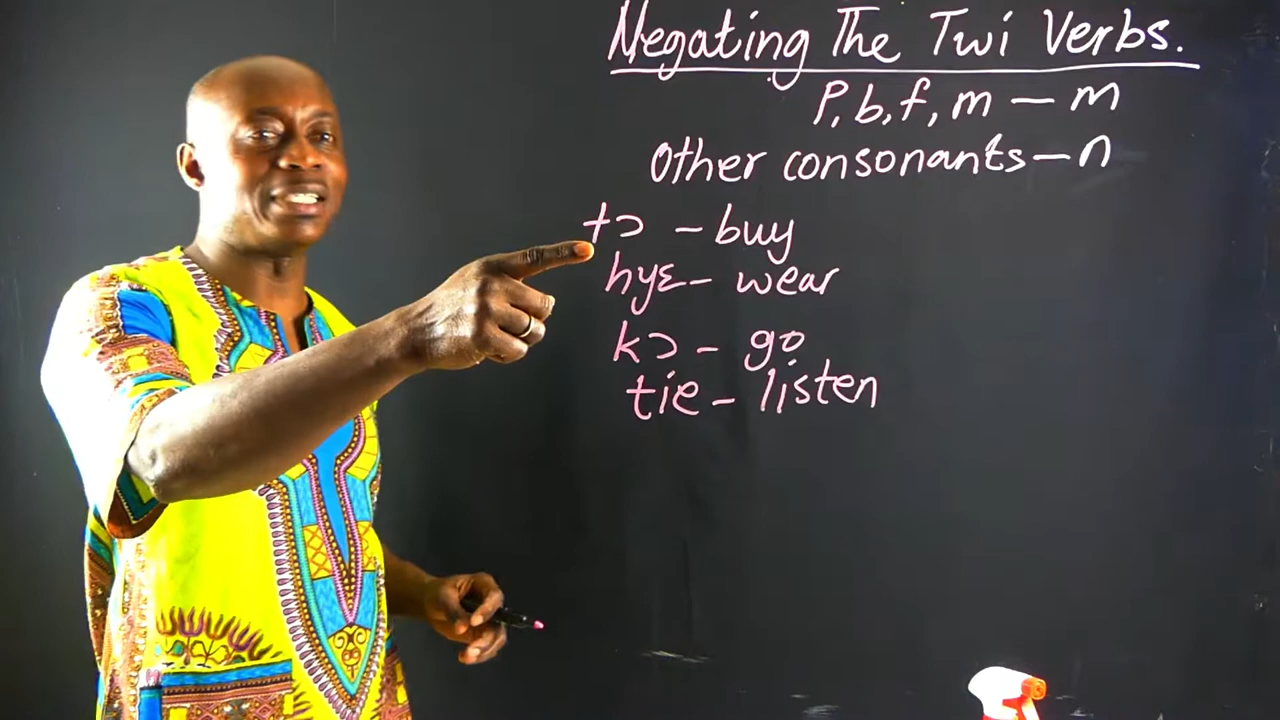 Negating The Twi Verbs.
P, b, f, m – m
Other consonants – n
tɔ – buy
hyɛ – wear
kɔ – go
tie – listen